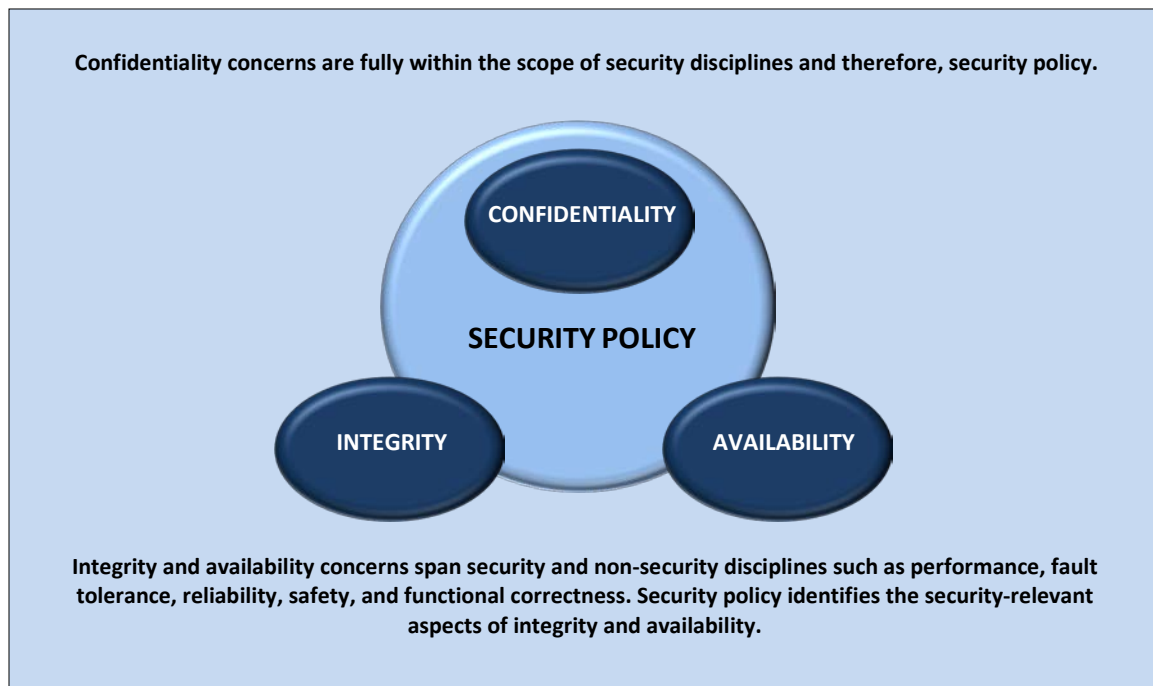 Confidentiality concerns are fully within the scope of security disciplines and therefore, security policy.
CONFIDENTIALITY
SECURITY POLICY
INTEGRITY
AVAILABILITY
Integrity and availability concerns span security and non-security disciplines such as performance, fault
tolerance, reliability, safety, and functional correctness. Security policy identifies the security-relevant
aspects of integrity and availability.